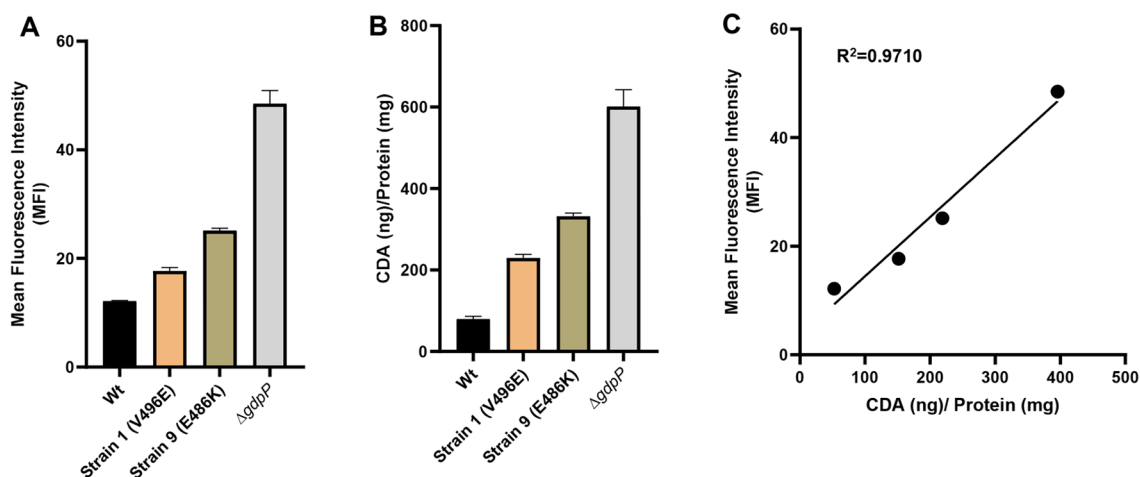 A
Mean Fluorescence Intensity
(MFI)
60
40
20
0
Wt
Strain 1 (V496E)
Strain 9 (E486K)
ΔgdpP
B
CDA (ng)/Protein (mg)
800
600
400
200
0
Wt
Strain 1 (V496E)
Strain 9 (E486K)
ΔgdpP
C
R²=0.9710
Mean Fluorescence Intensity
(MFI)
60
40
20
0
0 100 200 300 400 500
CDA (ng)/ Protein (mg)